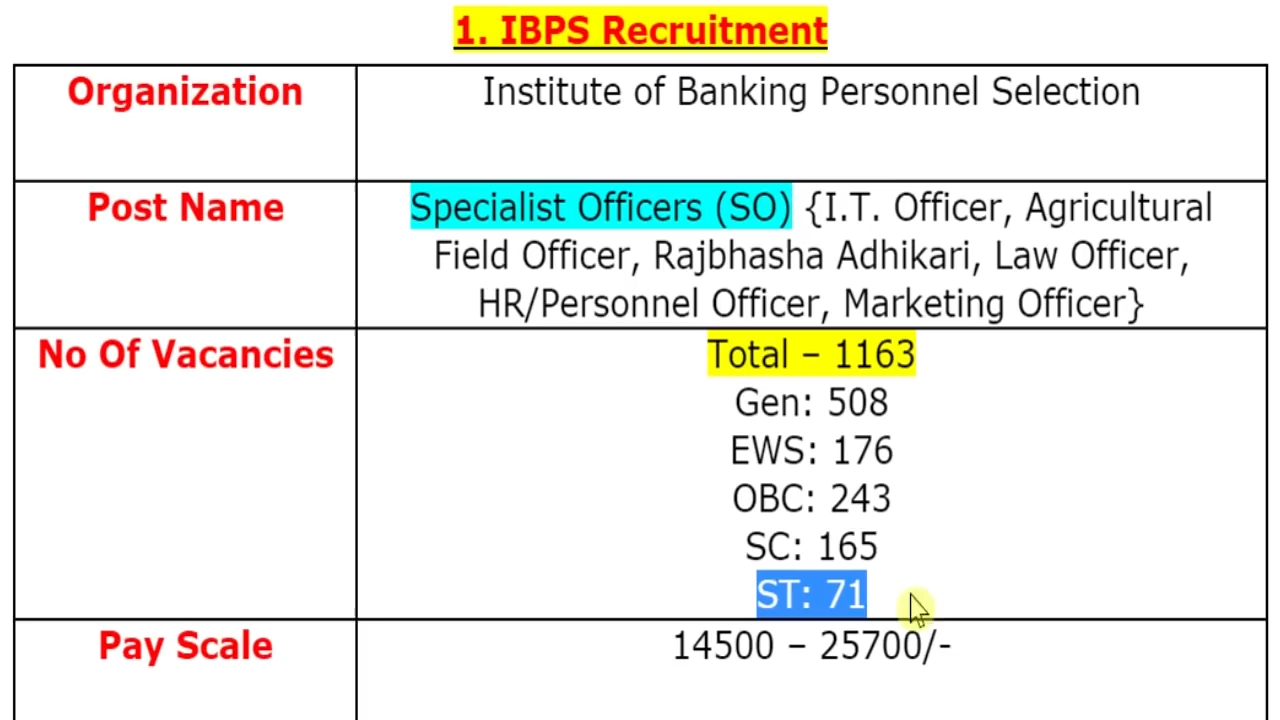 1. IBPS Recruitment
Organization
Institute of Banking Personnel Selection
Post Name
Specialist Officers (SO) {I.T. Officer, Agricultural
Field Officer, Rajbhasha Adhikari, Law Officer,
HR/Personnel Officer, Marketing Officer}
No Of Vacancies
Total – 1163
Gen: 508
EWS: 176
OBC: 243
SC: 165
ST: 71
Pay Scale
14500 – 25700/-